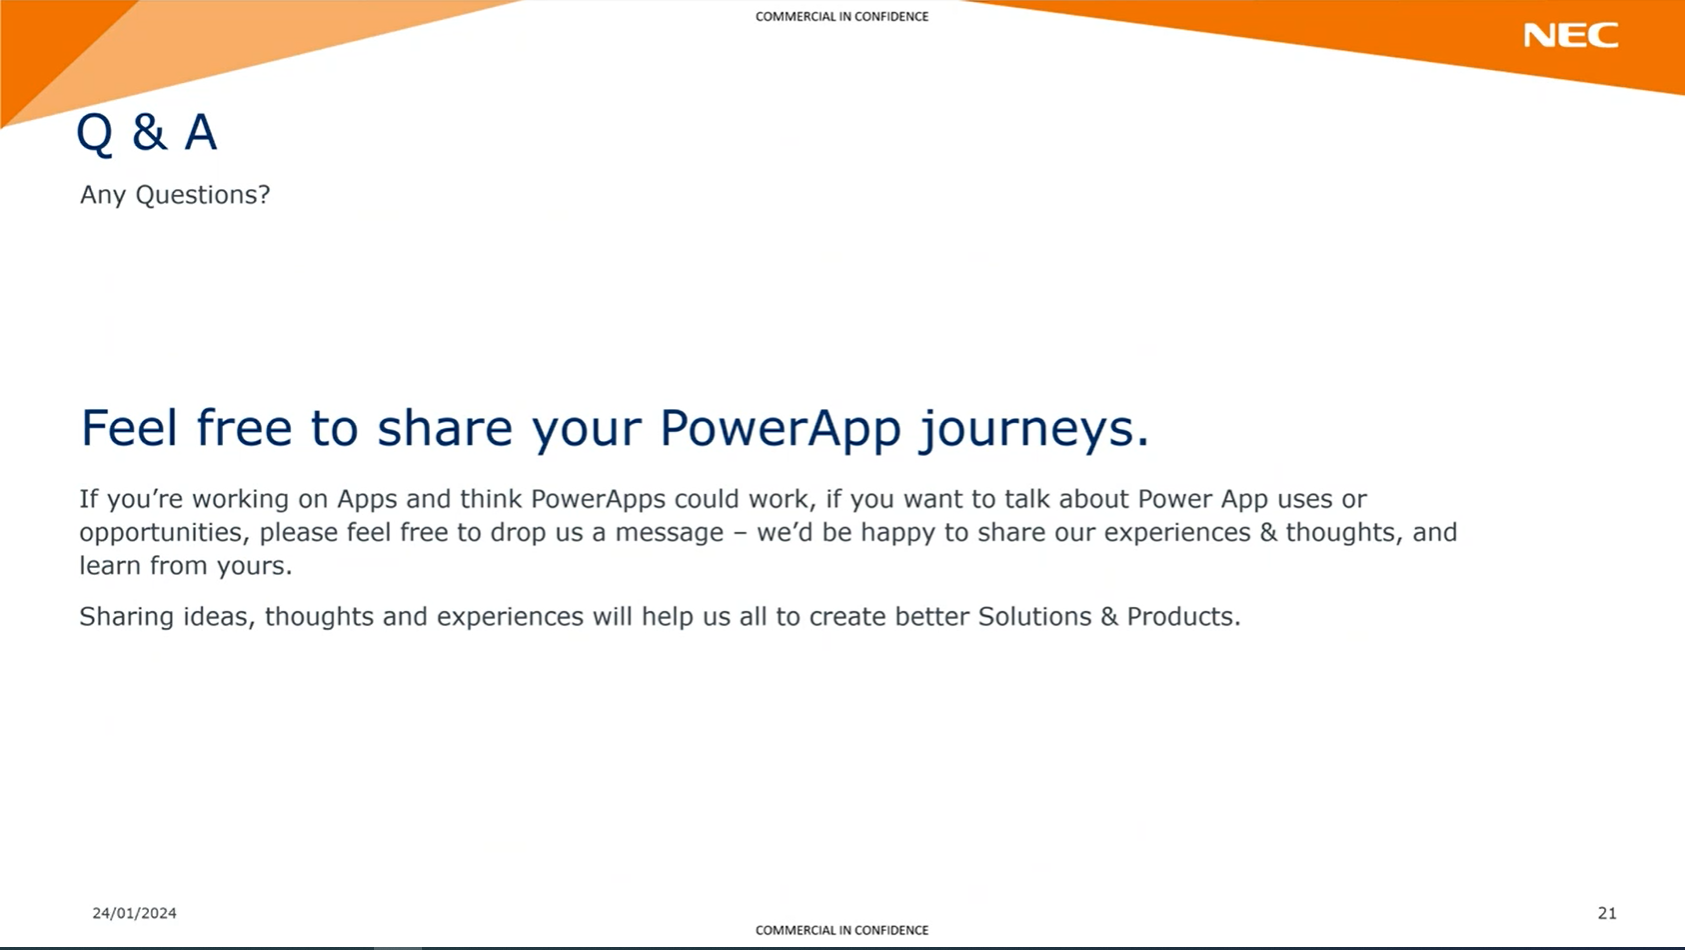 COMMERCIAL IN CONFIDENCE
NEC
Q & A
Any Questions?
Feel free to share your PowerApp journeys.
If you’re working on Apps and think PowerApps could work, if you want to talk about Power App uses or
opportunities, please feel free to drop us a message – we’d be happy to share our experiences & thoughts, and
learn from yours.
Sharing ideas, thoughts and experiences will help us all to create better Solutions & Products.
24/01/2024
21
COMMERCIAL IN CONFIDENCE